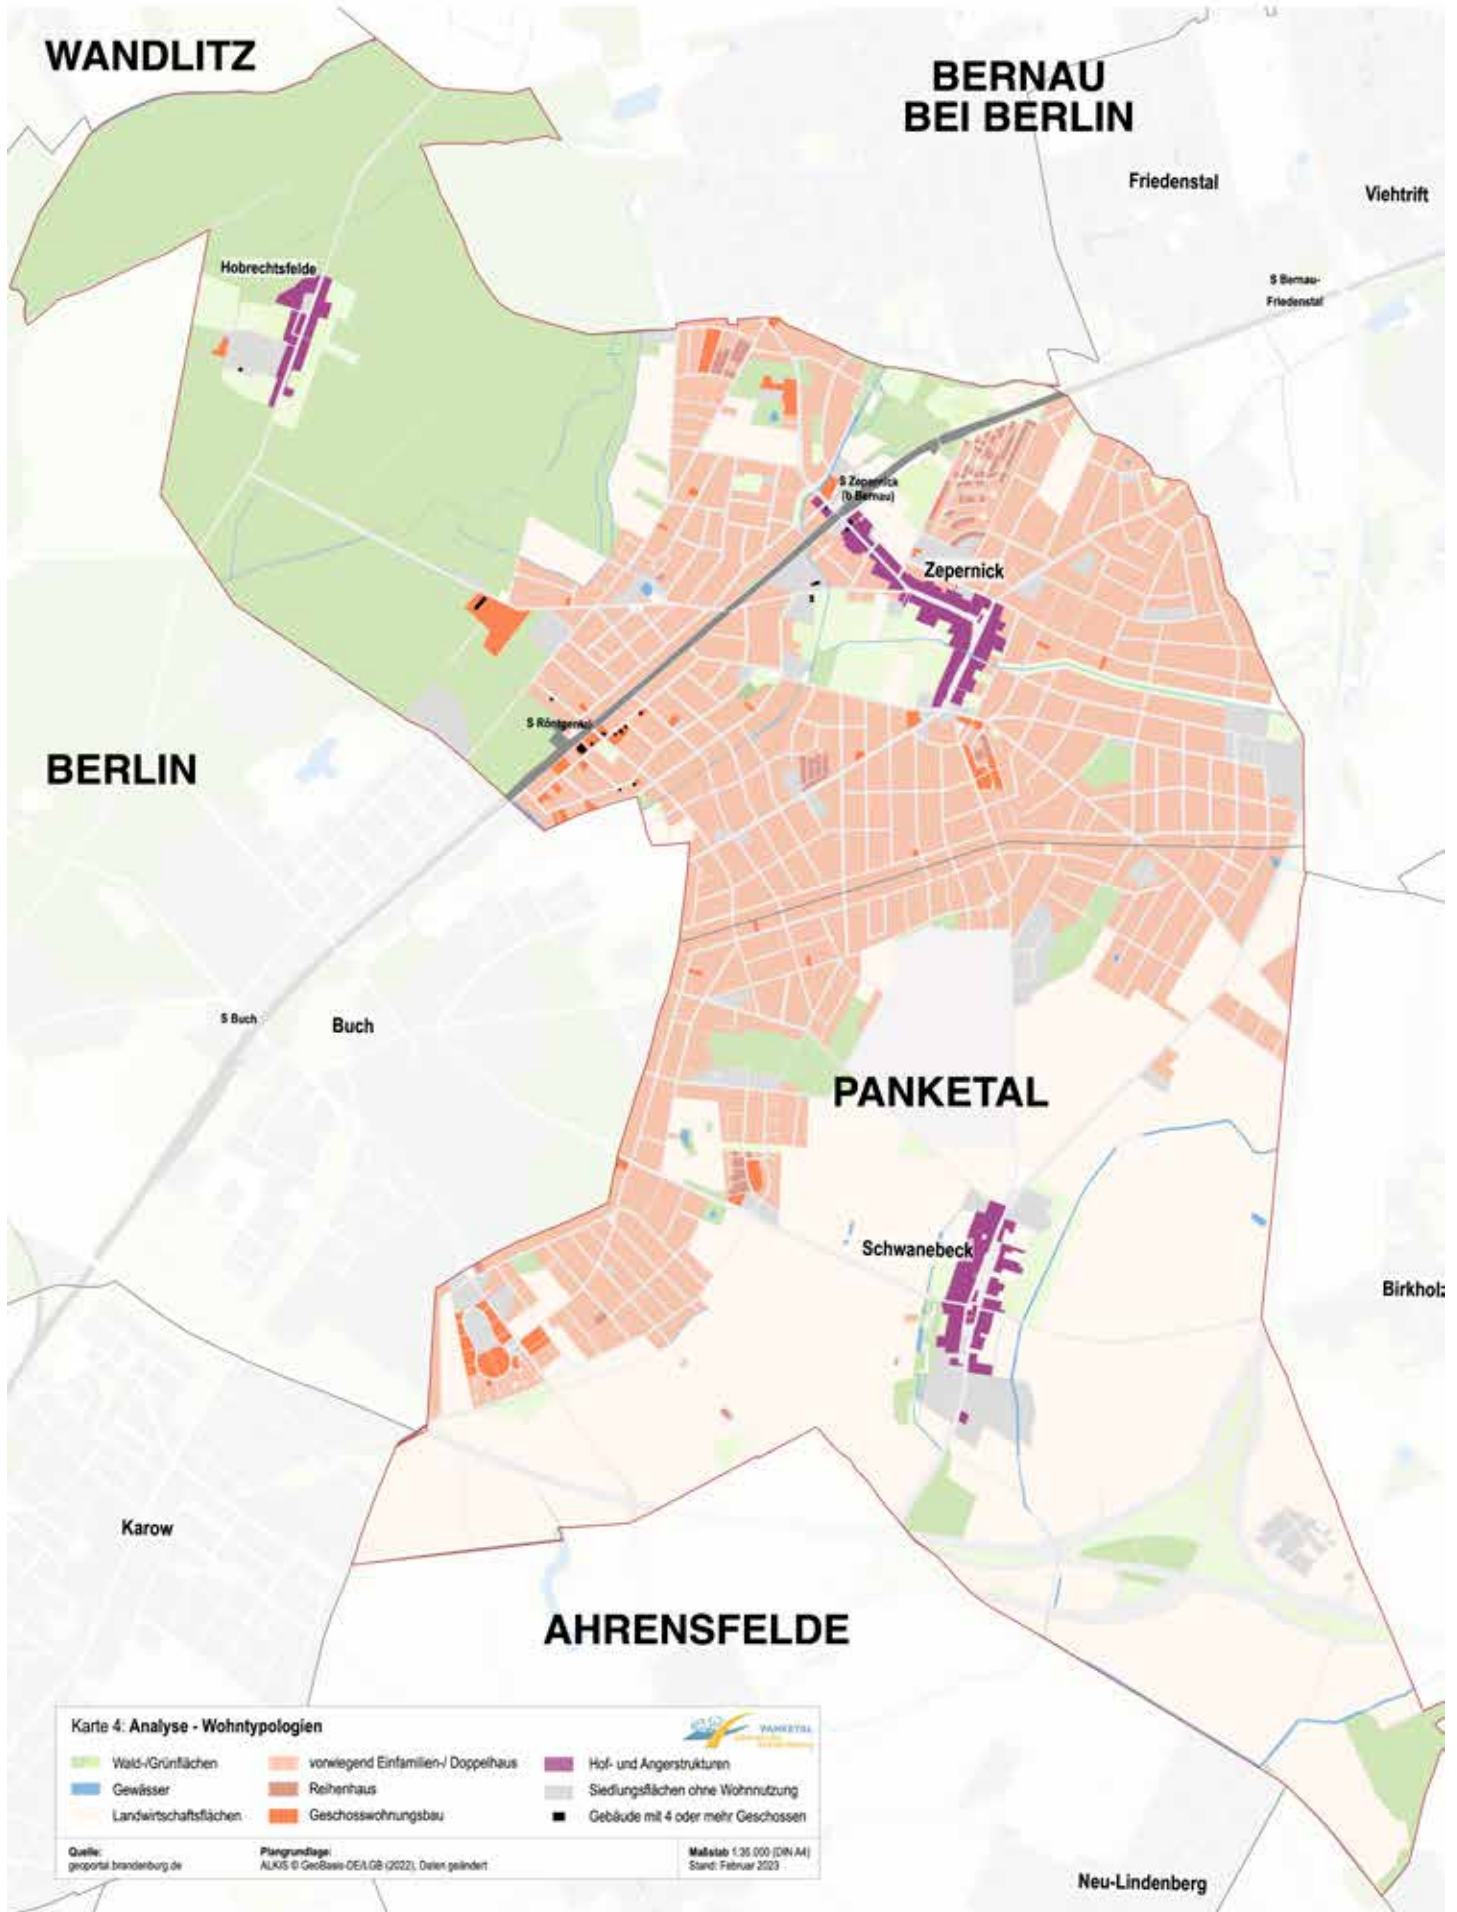 WANDLITZ
BERNAU
BEI BERLIN
Friedenstal
Viehtrift
Hobrechtsfelde
S Bernau-
Friedenstal
S Zepernick
(b Bernau)
Zepernick
S Röntgental
BERLIN
S Buch
Buch
PANKETAL
Schwanebeck
Birkholz
Karow
AHRENSFELDE
Karte 4: Analyse - Wohntypologien
PANKETAL
Wald-/Grünflächen
Gewässer
Landwirtschaftsflächen
vorwiegend Einfamilien-/ Doppelhaus
Reihenhaus
Geschosswohnungsbau
Hof- und Angerstrukturen
Siedlungsflächen ohne Wohnnutzung
Gebäude mit 4 oder mehr Geschossen
Quelle:
geoportal.brandenburg.de
Plangrundlage:
ALKIS © GeoBasis-DE/LGB (2022), Daten geändert
Maßstab 1:35.000 (DIN A4)
Stand: Februar 2023
Neu-Lindenberg